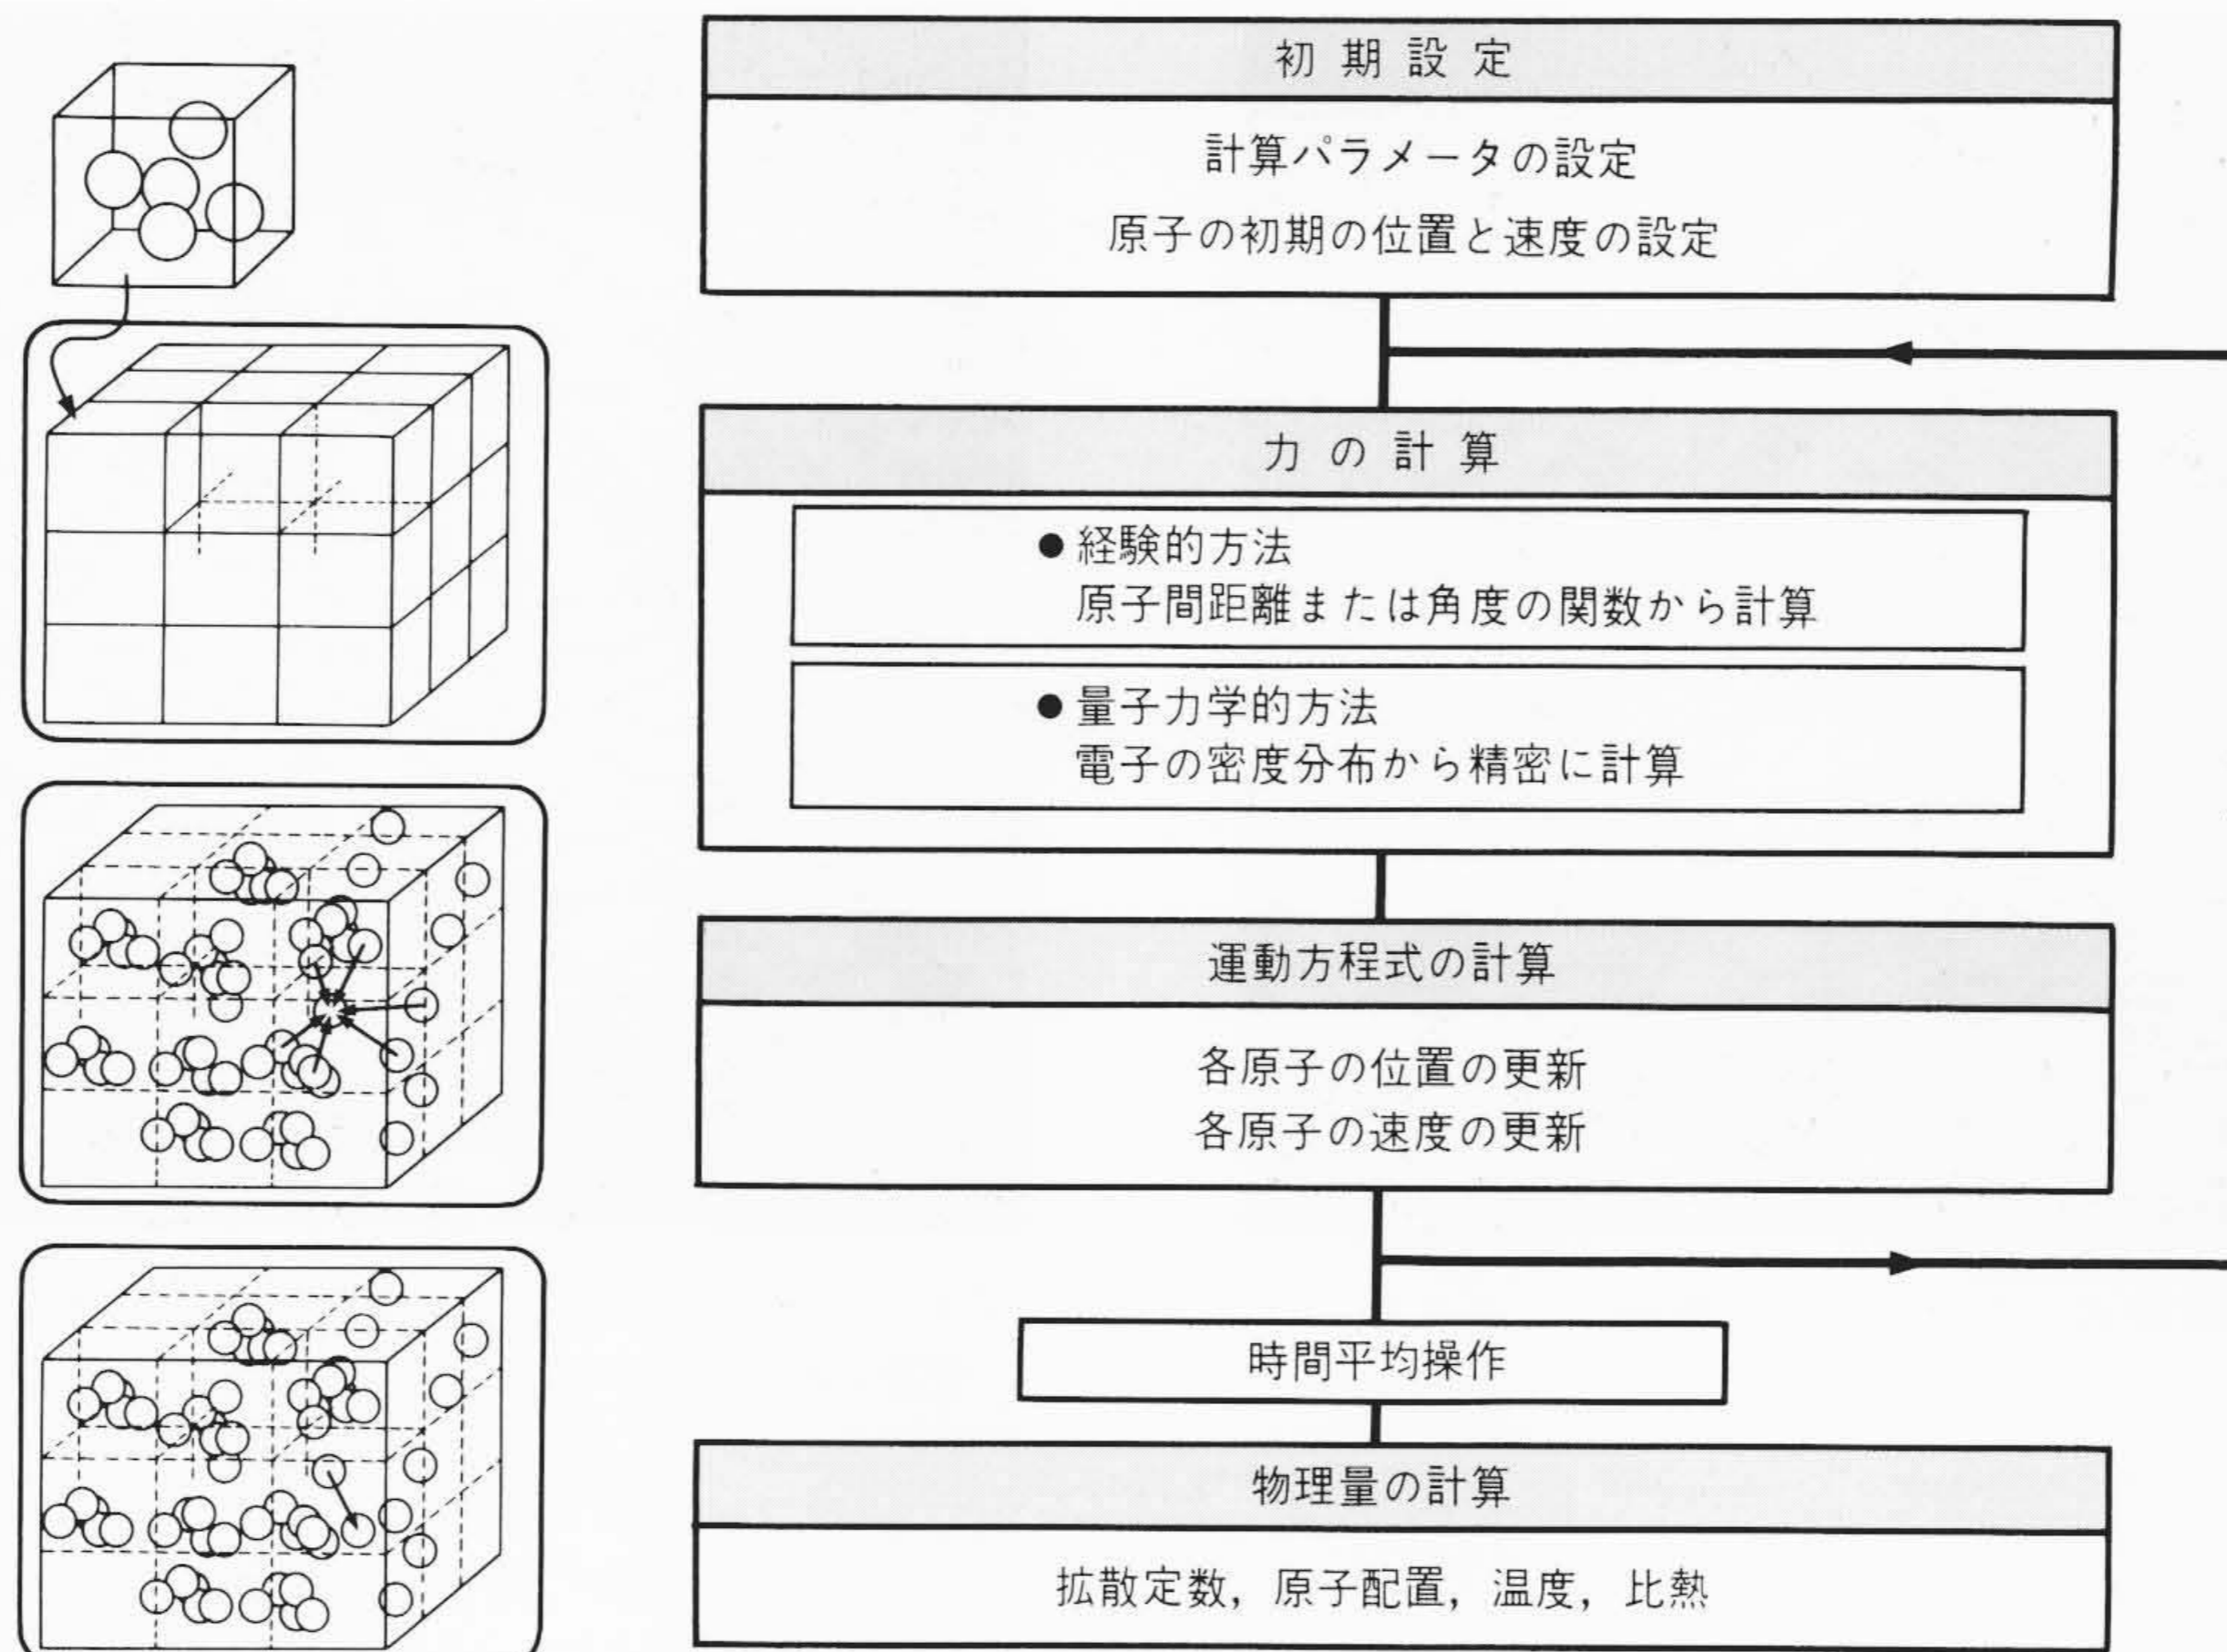 初期設定
計算パラメータの設定
原子の初期の位置と速度の設定
力の計算
●経験的方法
原子間距離または角度の関数から計算
●量子力学的方法
電子の密度分布から精密に計算
運動方程式の計算
各原子の位置の更新
各原子の速度の更新
時間平均操作
物理量の計算
拡散定数，原子配置，温度，比熱